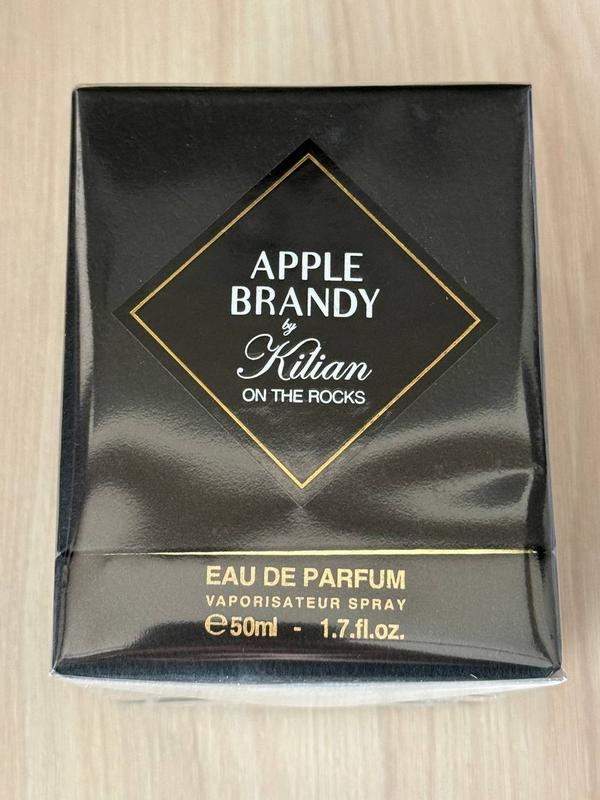 APPLE
BRANDY
by
Kilian
ON THE ROCKS
EAU DE PARFUM
VAPORISATEUR SPRAY
℮50ml - 1.7.fl.oz.